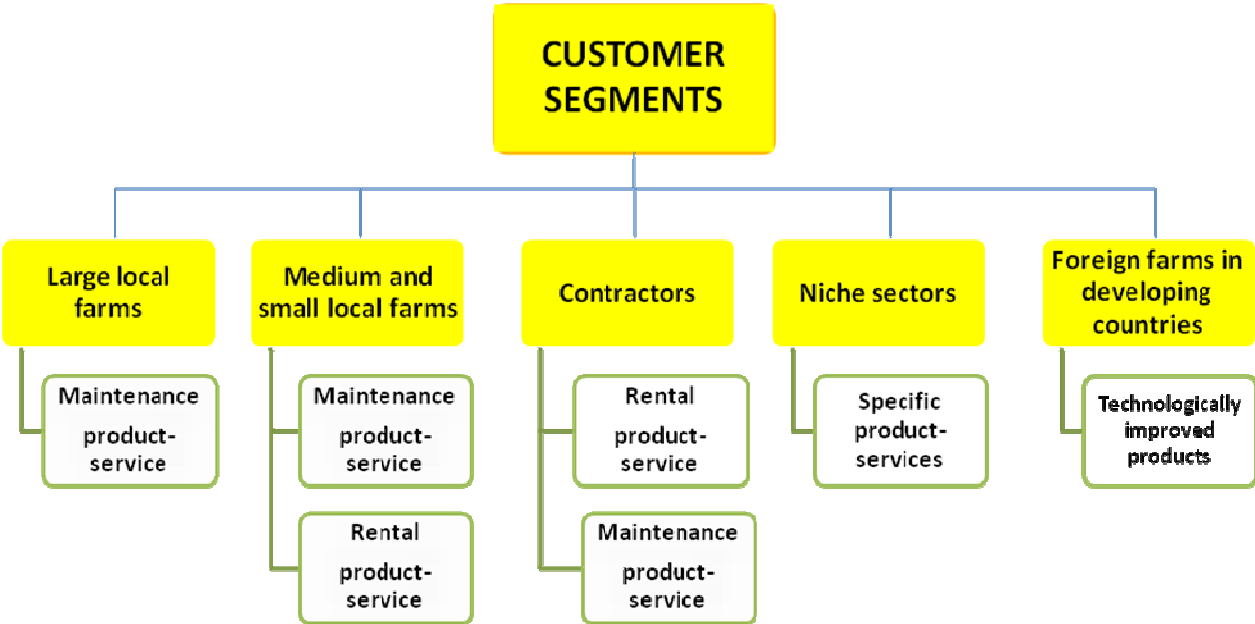 CUSTOMER
SEGMENTS
Large local
farms
Medium and
small local farms
Contractors
Niche sectors
Foreign farms in
developing
countries
Maintenance
product-
service
Maintenance
product-
service
Rental
product-
service
Rental
product-
service
Maintenance
product-
service
Specific
product-
services
Technologically
improved
products